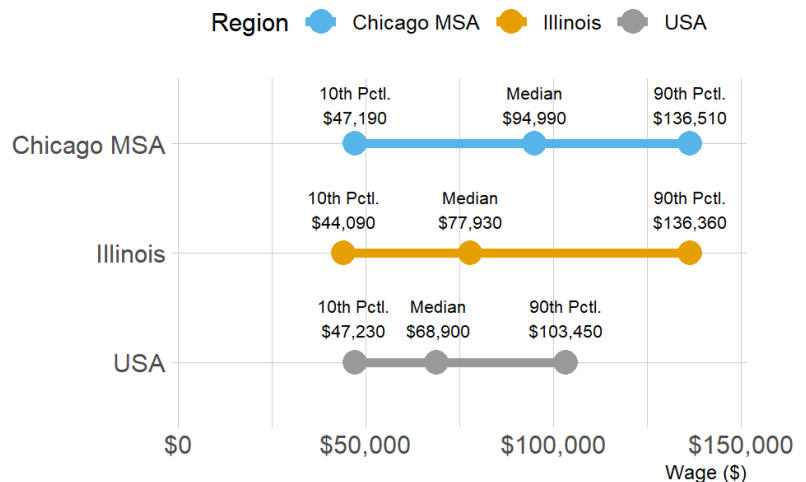 Region Chicago MSA Illinois USA
10th Pctl. Median 90th Pctl.
$47,190 $94,990 $136,510
Chicago MSA
10th Pctl. Median 90th Pctl.
$44,090 $77,930 $136,360
Illinois
10th Pctl. Median 90th Pctl.
$47,230 $68,900 $103,450
USA
$0 $50,000 $100,000 $150,000
Wage ($)